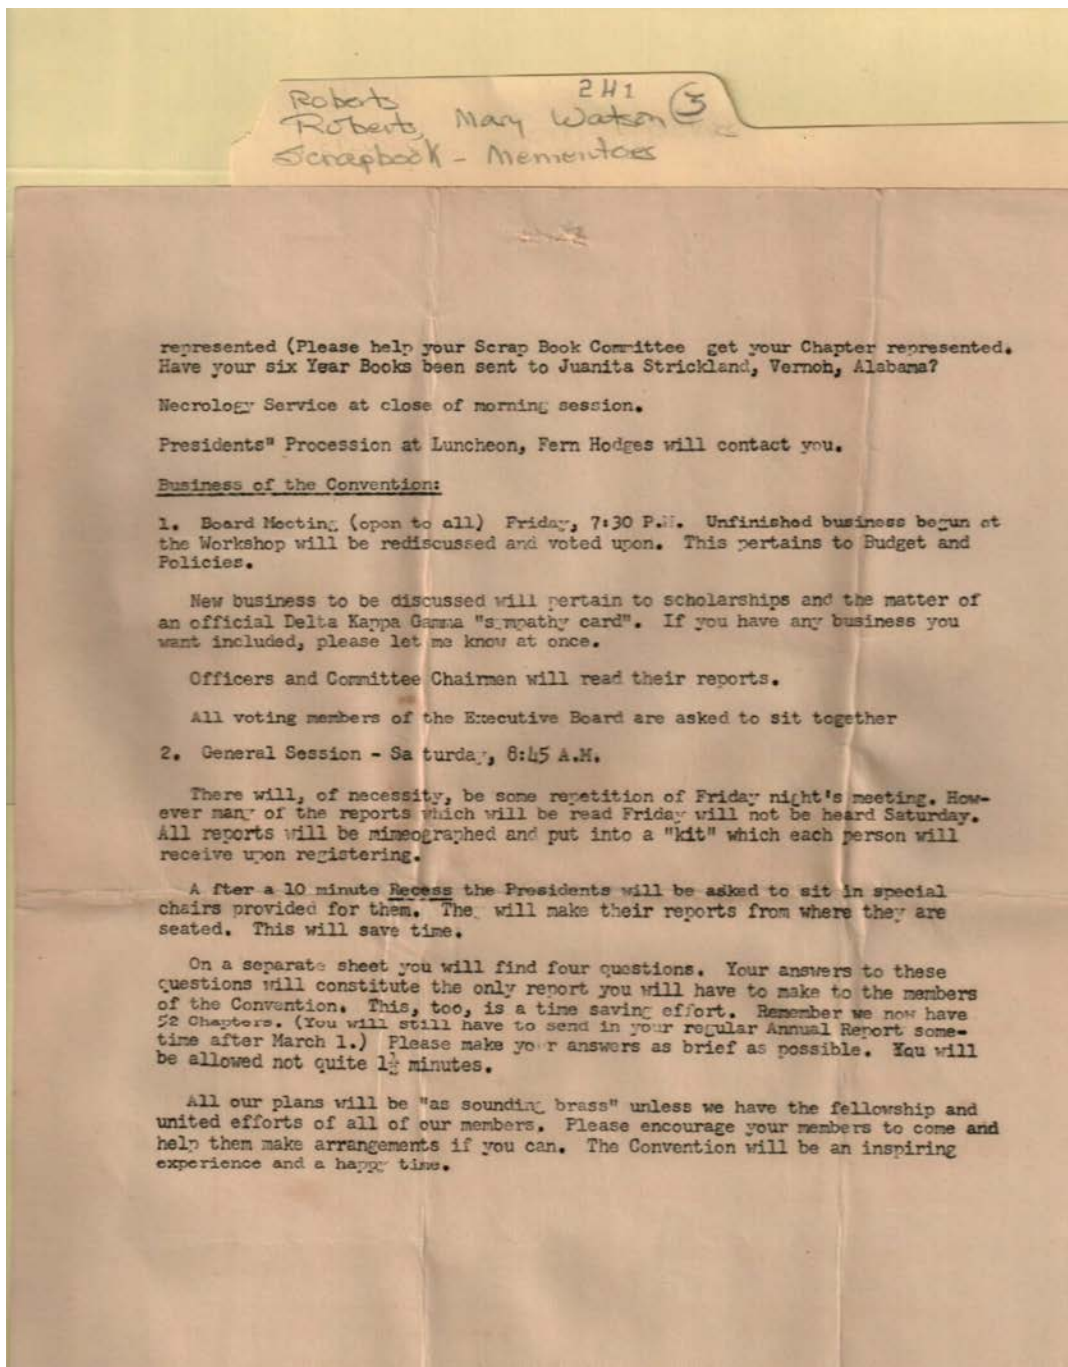 Roberts 2H1 3
Roberts, Mary Watson
Scrapbook - Mementoes
represented (Please help your Scrap Book Committee get your Chapter represented.
Have your six Year Books been sent to Juanita Strickland, Vernon, Alabama?
Necrology Service at close of morning session.
Presidents" Procession at Luncheon, Fern Hodges will contact you.
Business of the Convention:
1. Board Meeting (open to all) Friday, 7:30 P.M. Unfinished business begun at
the Workshop will be rediscussed and voted upon. This pertains to Budget and
Policies.
New business to be discussed will pertain to scholarships and the matter of
an official Delta Kappa Gamma "sympathy card". If you have any business you
want included, please let me know at once.
Officers and Committee Chairmen will read their reports.
All voting members of the Executive Board are asked to sit together
2. General Session - Sa turday, 8:45 A.M.
There will, of necessity, be some repetition of Friday night's meeting. How-
ever many of the reports which will be read Friday will not be heard Saturday.
All reports will be mimeographed and put into a "kit" which each person will
receive upon registering.
A fter a 10 minute Recess the Presidents will be asked to sit in special
chairs provided for them. They will make their reports from where they are
seated. This will save time.
On a separate sheet you will find four questions. Your answers to these
questions will constitute the only report you will have to make to the members
of the Convention. This, too, is a time saving effort. Remember we now have
52 Chapters. (You will still have to send in your regular Annual Report some-
time after March 1.) Please make your answers as brief as possible. You will
be allowed not quite 1½ minutes.
All our plans will be "as sounding brass" unless we have the fellowship and
united efforts of all of our members. Please encourage your members to come and
help them make arrangements if you can. The Convention will be an inspiring
experience and a happy time.